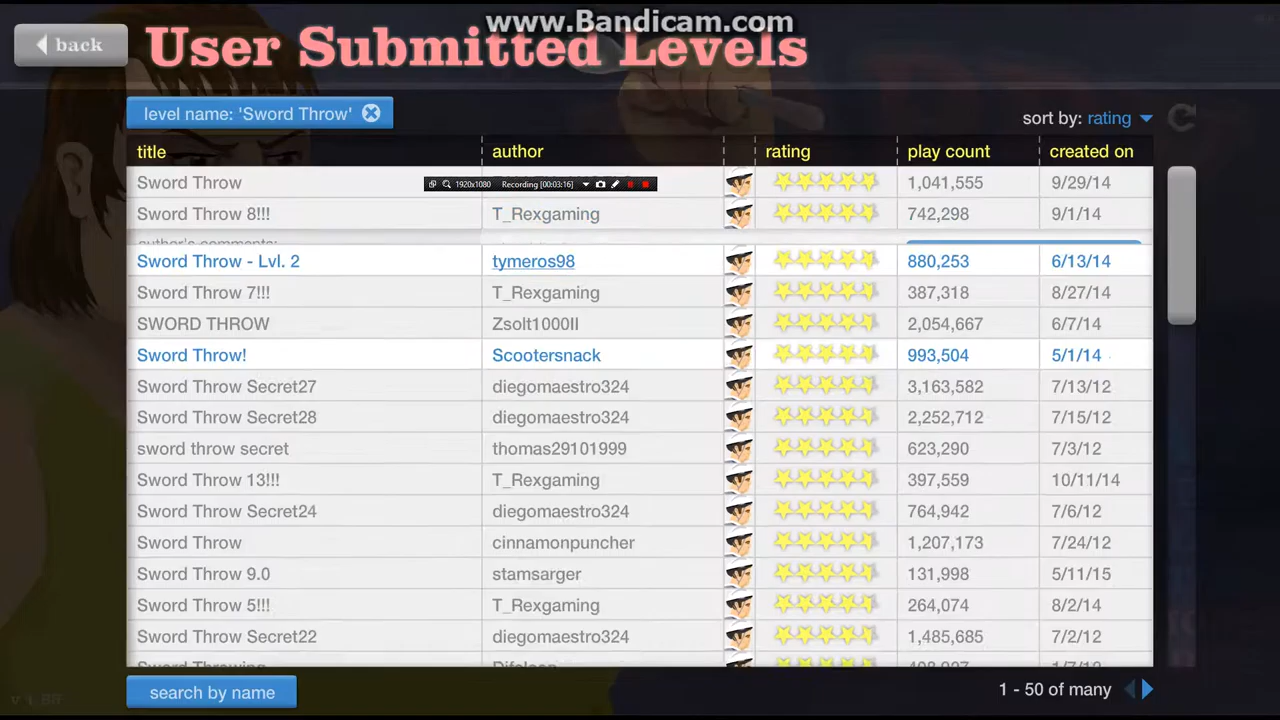 www.Bandicam.com
back
User Submitted Levels
level name: 'Sword Throw'
sort by: rating
title author rating play count created on
Sword Throw 1,041,555 9/29/14
1920x1080 Recording [00:03:16]
Sword Throw 8!!! T_Rexgaming 742,298 9/1/14
author's comments:
Sword Throw - Lvl. 2 tymeros98 880,253 6/13/14
Sword Throw 7!!! T_Rexgaming 387,318 8/27/14
SWORD THROW Zsolt1000II 2,054,667 6/7/14
Sword Throw! Scootersnack 993,504 5/1/14
Sword Throw Secret27 diegomaestro324 3,163,582 7/13/12
Sword Throw Secret28 diegomaestro324 2,252,712 7/15/12
sword throw secret thomas29101999 623,290 7/3/12
Sword Throw 13!!! T_Rexgaming 397,559 10/11/14
Sword Throw Secret24 diegomaestro324 764,942 7/6/12
Sword Throw cinnamonpuncher 1,207,173 7/24/12
Sword Throw 9.0 stamsarger 131,998 5/11/15
Sword Throw 5!!! T_Rexgaming 264,074 8/2/14
Sword Throw Secret22 diegomaestro324 1,485,685 7/2/12
Sword Throwing
search by name
1 - 50 of many